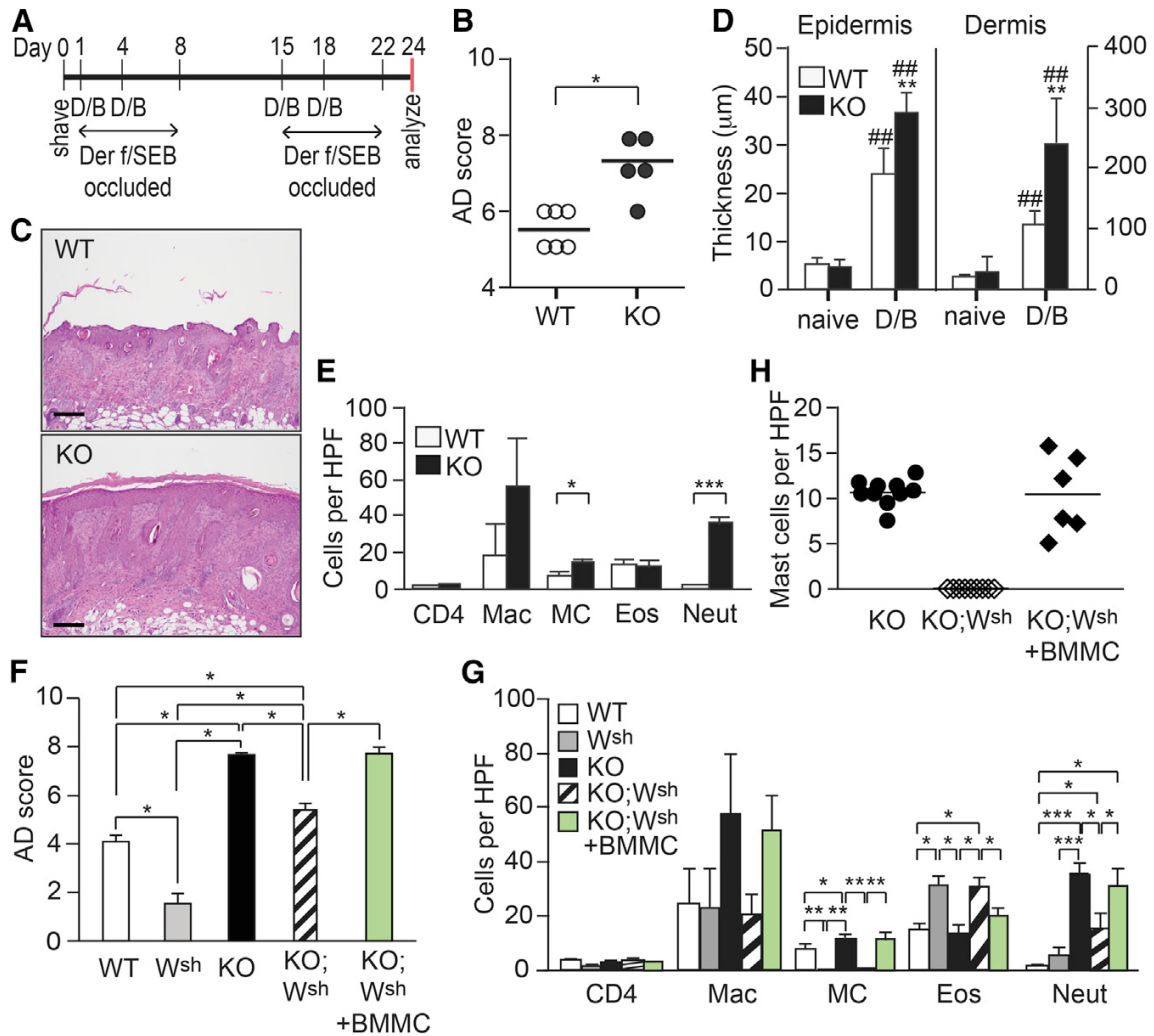 A
Day 0 1 4 8 15 18 22 24
shave D/B D/B D/B D/B analyze
Der f/SEB Der f/SEB
occluded occluded
B
10
8
6
4
AD score
*
WT KO
C
WT
KO
D
Epidermis Dermis
50
40
30
20
10
0
Thickness (μm)
WT
KO
##
##
**
##
##
**
400
300
200
100
0
naive D/B naive D/B
E
100
80
60
40
20
0
Cells per HPF
WT
KO
*
***
CD4 Mac MC Eos Neut
H
20
15
10
5
0
Mast cells per HPF
KO KO;Wsh KO;Wsh
+BMMC
F
10
8
6
4
2
0
AD score
*
*
* *
*
*
*
WT Wsh KO KO; KO;
Wsh Wsh
+BMMC
G
100
80
60
40
20
0
Cells per HPF
WT
Wsh
KO
KO;Wsh
KO;Wsh
+BMMC
*
** ** ** **
*
* * * *
*
*
*** * *
***
CD4 Mac MC Eos Neut